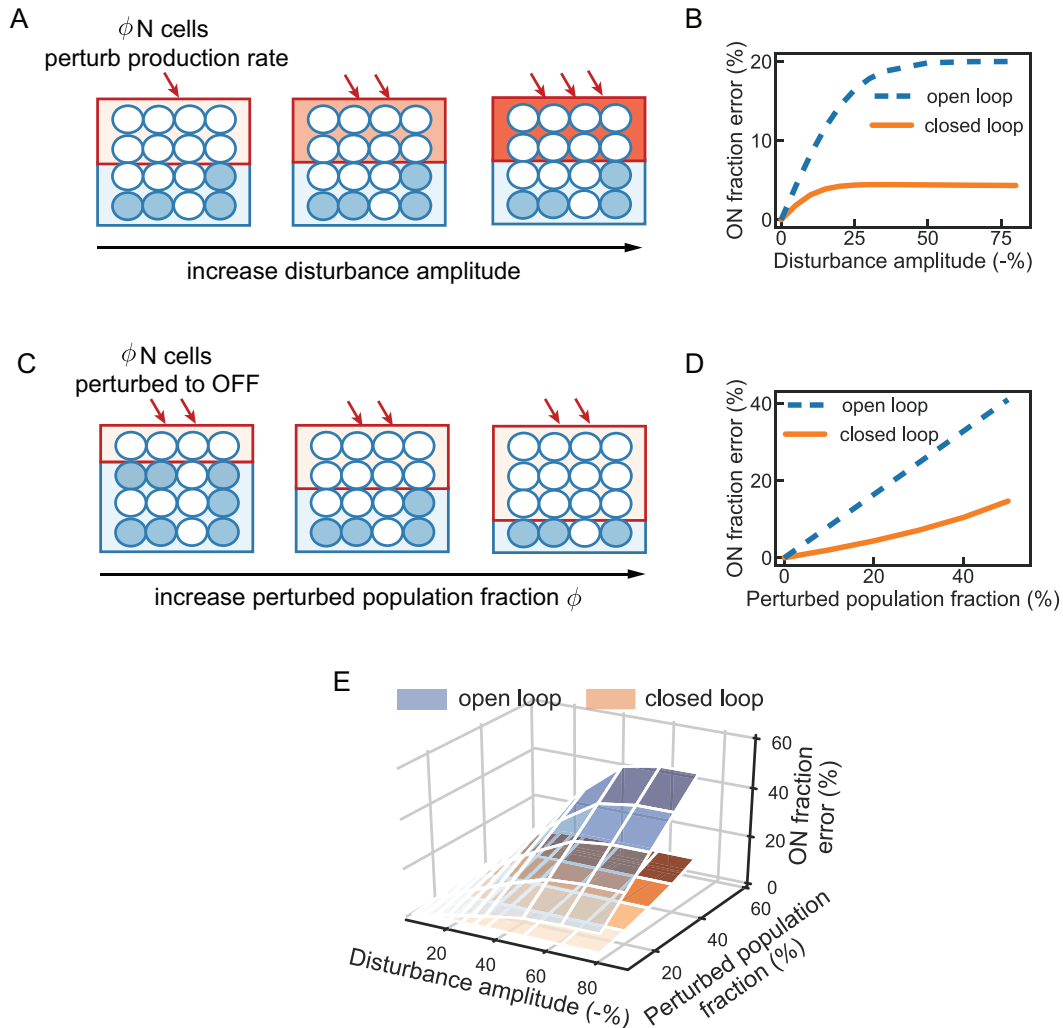 A
ϕN cells
perturb production rate
increase disturbance amplitude
B
ON fraction error (%)
20
10
0
open loop
closed loop
0 25 50 75
Disturbance amplitude (-%)
C
ϕN cells
perturbed to OFF
increase perturbed population fraction ϕ
D
ON fraction error (%)
40
20
0
open loop
closed loop
0 20 40
Perturbed population fraction (%)
E
open loop closed loop
60
40
20
0
ON fraction
error (%)
20 40 60 80
Disturbance amplitude (-%)
20 40 60
Perturbed population
fraction (%)